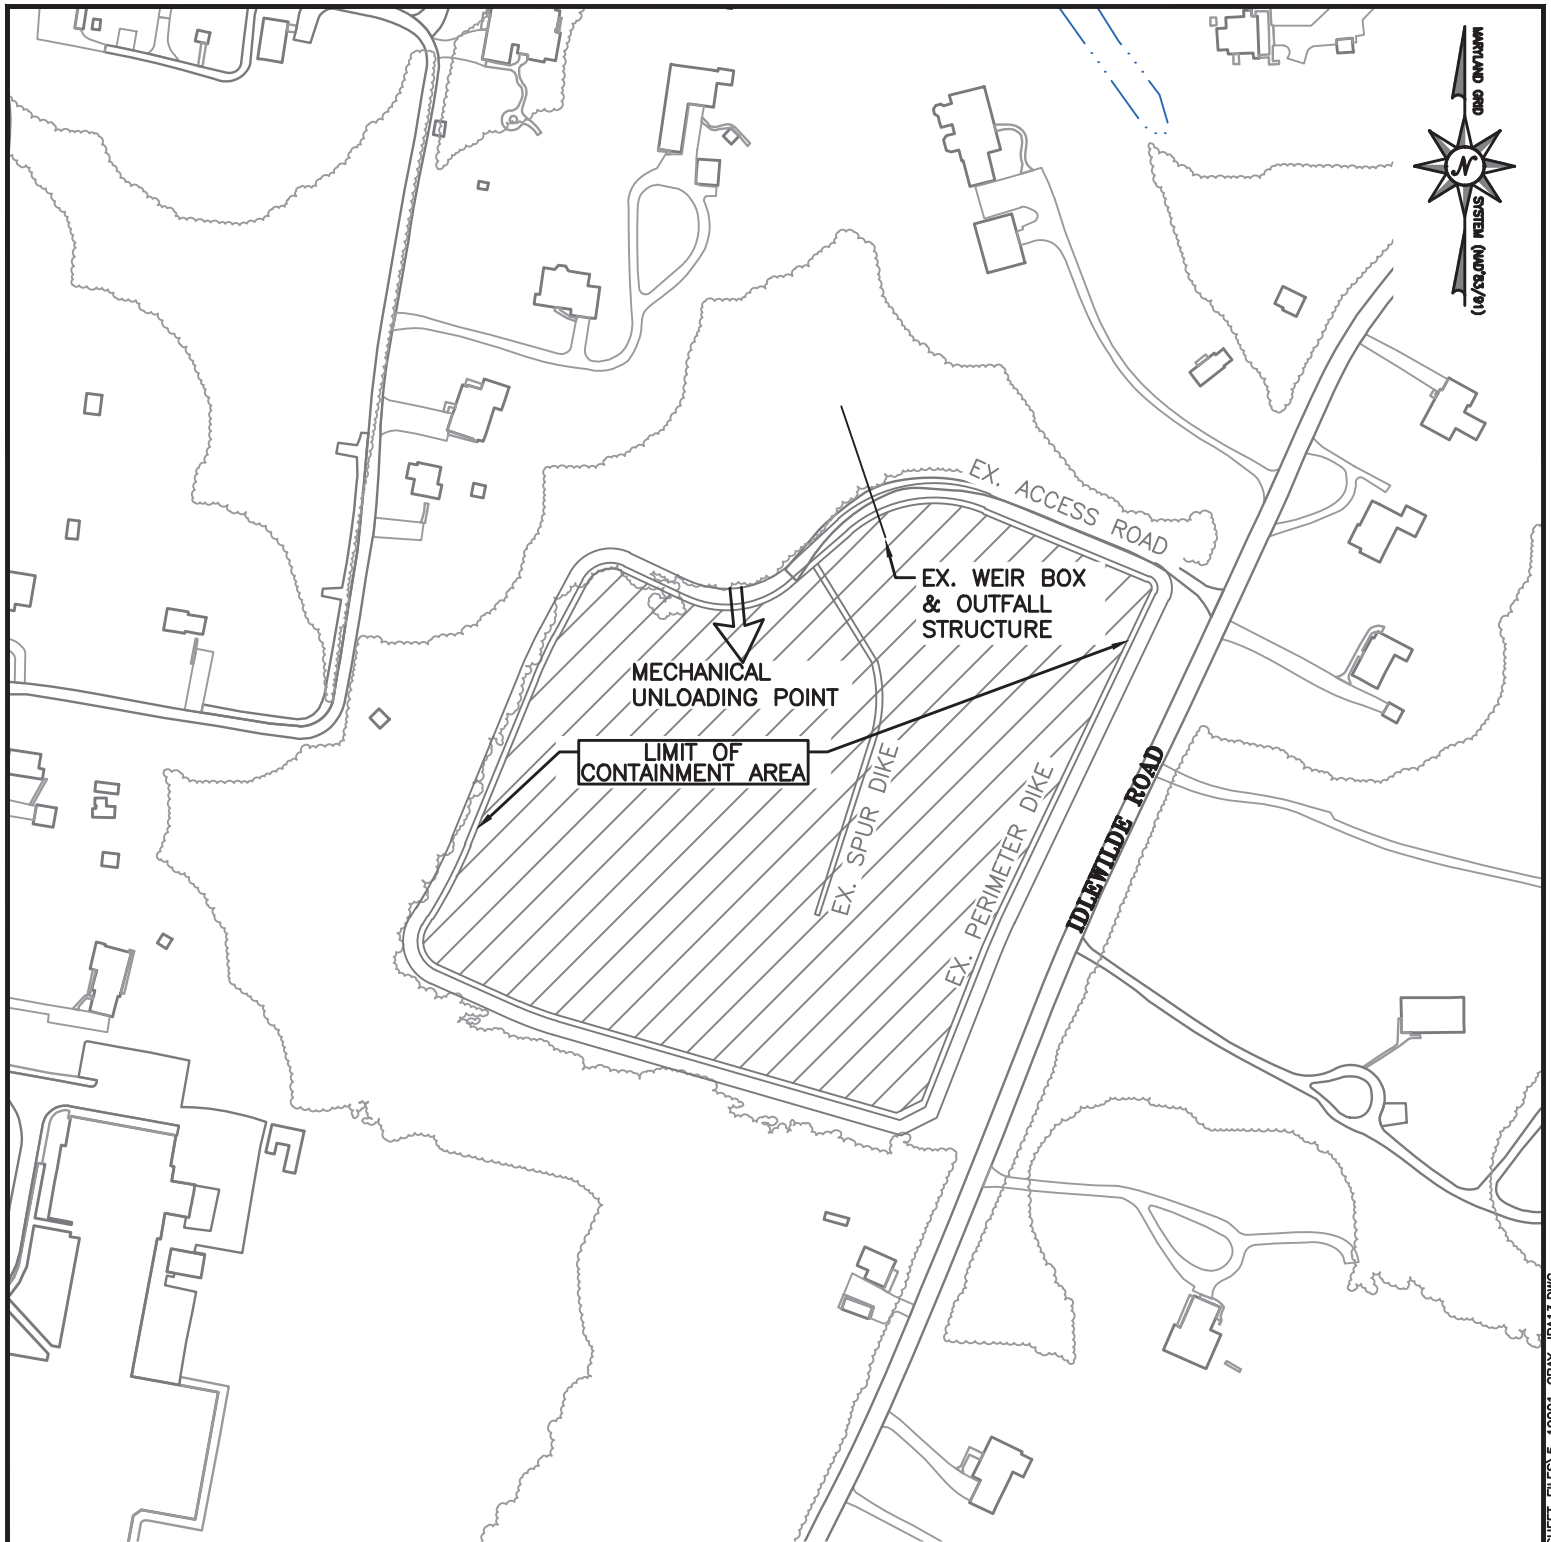 MARYLAND GRID
N
SYSTEM (NAD'83/91)
EX. ACCESS ROAD
EX. WEIR BOX
& OUTFALL
STRUCTURE
MECHANICAL
UNLOADING POINT
LIMIT OF
CONTAINMENT AREA
EX. SPUR DIKE
EX. PERIMETER DIKE
IDLEWILDE ROAD